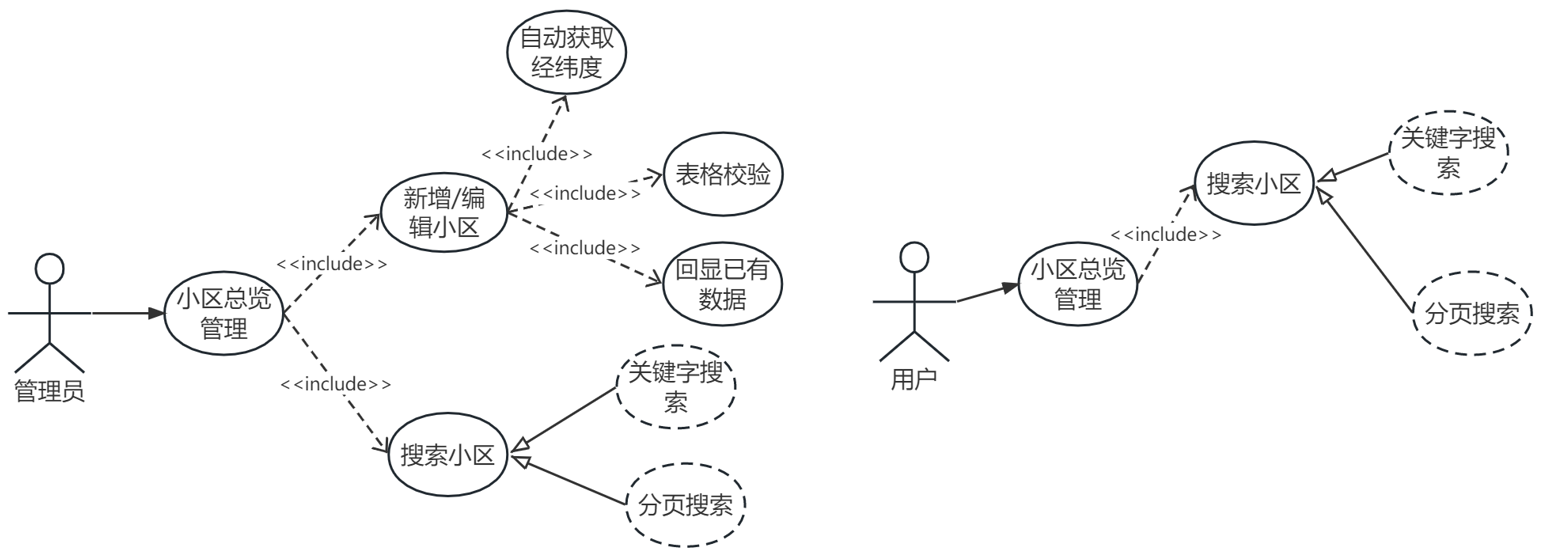 自动获取
经纬度
<<include>>
表格校验
<<include>>
新增/编
辑小区
<<include>>
回显已有
数据
<<include>>
小区总览
管理
管理员
<<include>>
关键字搜
索
搜索小区
分页搜索
关键字搜
索
搜索小区
<<include>>
小区总览
管理
分页搜索
用户